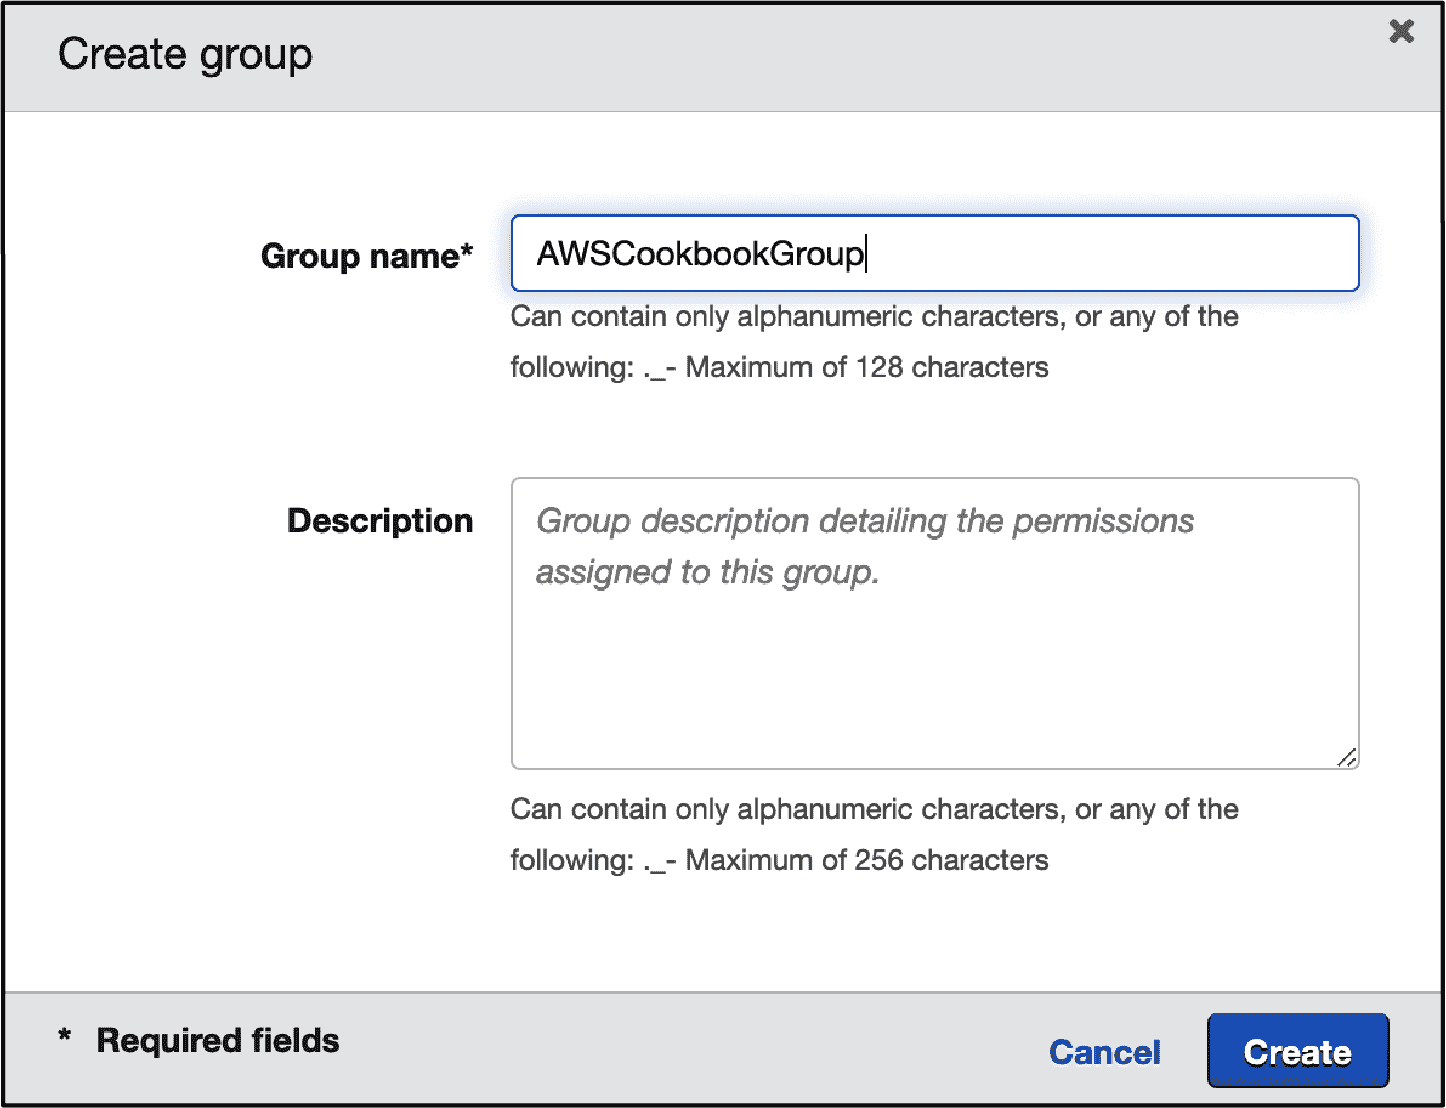 Create group
Group name*
AWSCookbookGroup
Can contain only alphanumeric characters, or any of the
following: ._- Maximum of 128 characters
Description
Group description detailing the permissions
assigned to this group.
Can contain only alphanumeric characters, or any of the
following: ._- Maximum of 256 characters
* Required fields
Cancel
Create